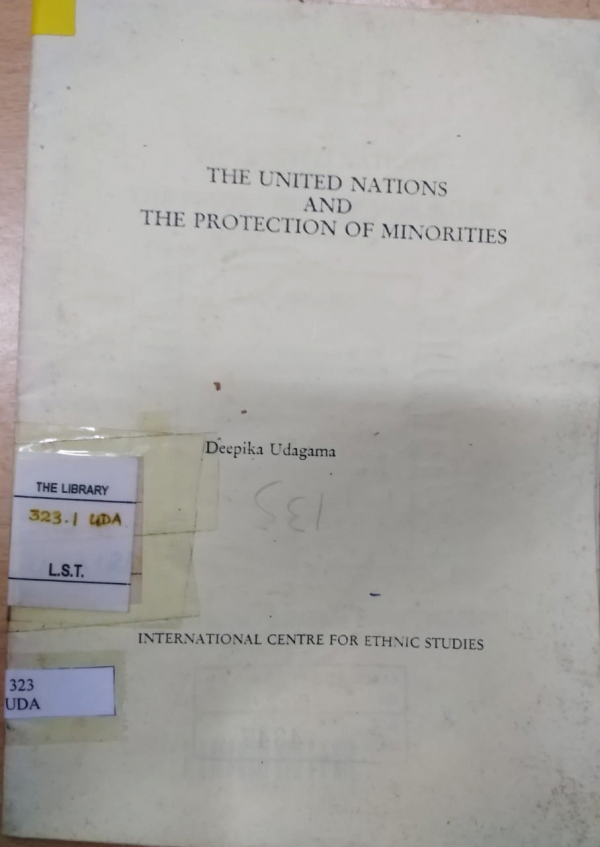 THE UNITED NATIONS
AND
THE PROTECTION OF MINORITIES
Deepika Udagama
THE LIBRARY
323.1 UDA
L.S.T.
INTERNATIONAL CENTRE FOR ETHNIC STUDIES
323
UDA